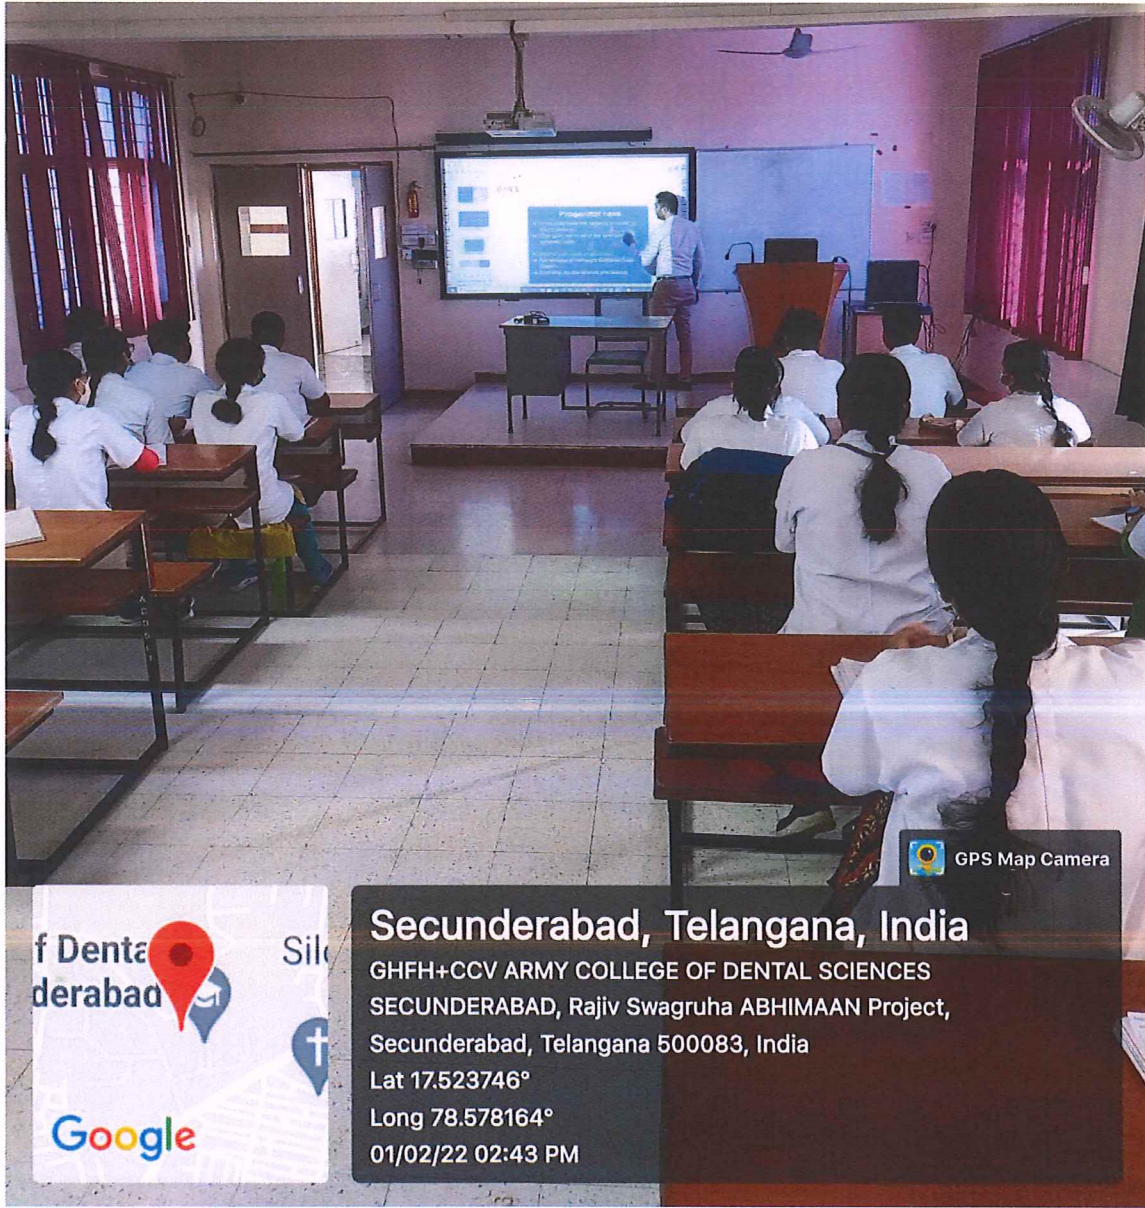 Progenitor cells
GPS Map Camera
f Denta
derabad
Sil
Google
Secunderabad, Telangana, India
GHFH+CCV ARMY COLLEGE OF DENTAL SCIENCES
SECUNDERABAD, Rajiv Swagruha ABHIMAAN Project,
Secunderabad, Telangana 500083, India
Lat 17.523746°
Long 78.578164°
01/02/22 02:43 PM